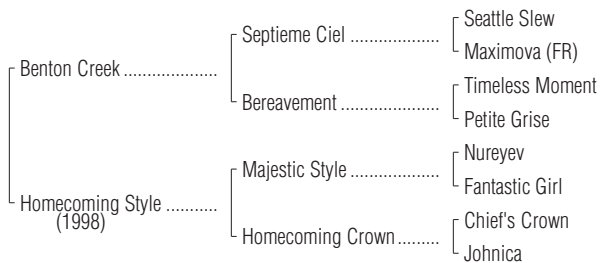 Seattle Slew
Septieme Ciel ...................
Maximova (FR)
Benton Creek ....................
Timeless Moment
Bereavement .....................
Petite Grise
Nureyev
Majestic Style ...................
Fantastic Girl
Homecoming Style ...........
(1998)
Chief's Crown
Homecoming Crown .........
Johnica